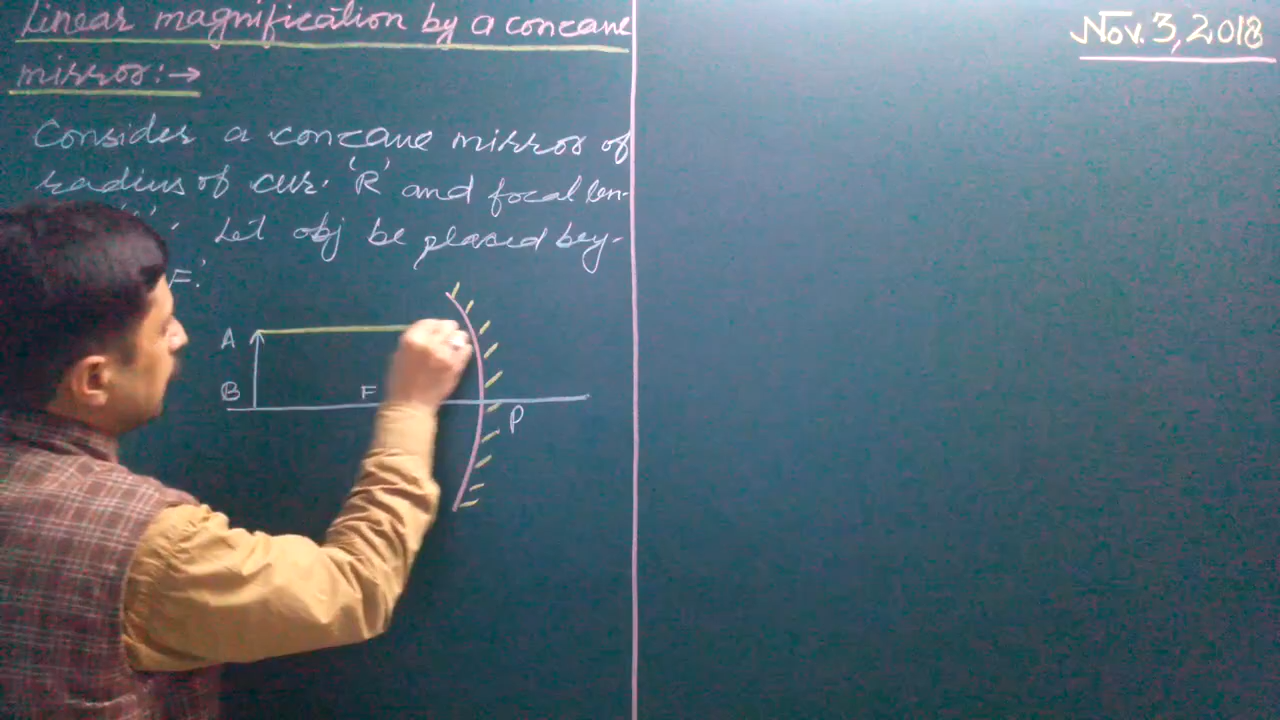 Linear magnification by a concave
mirror:→
Nov. 3, 2018
Consider a concave mirror of
radius of cur. 'R' and focal len-
Let obj be placed bey-
F'.
A
B
F
P